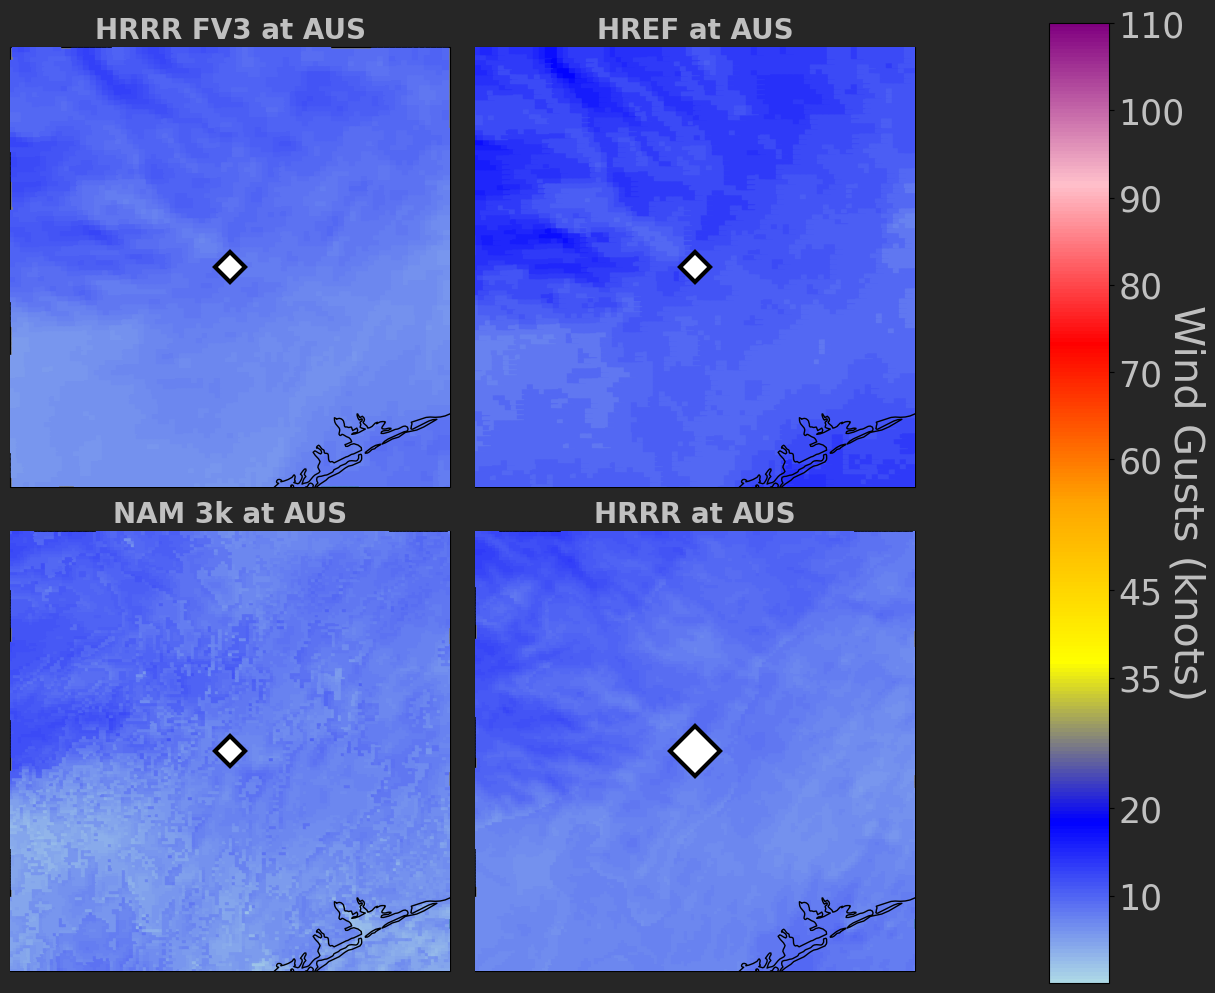 HRRR FV3 at AUS
HREF at AUS
NAM 3k at AUS
HRRR at AUS
110
100
90
80
70
60
45
35
20
10
Wind Gusts (knots)